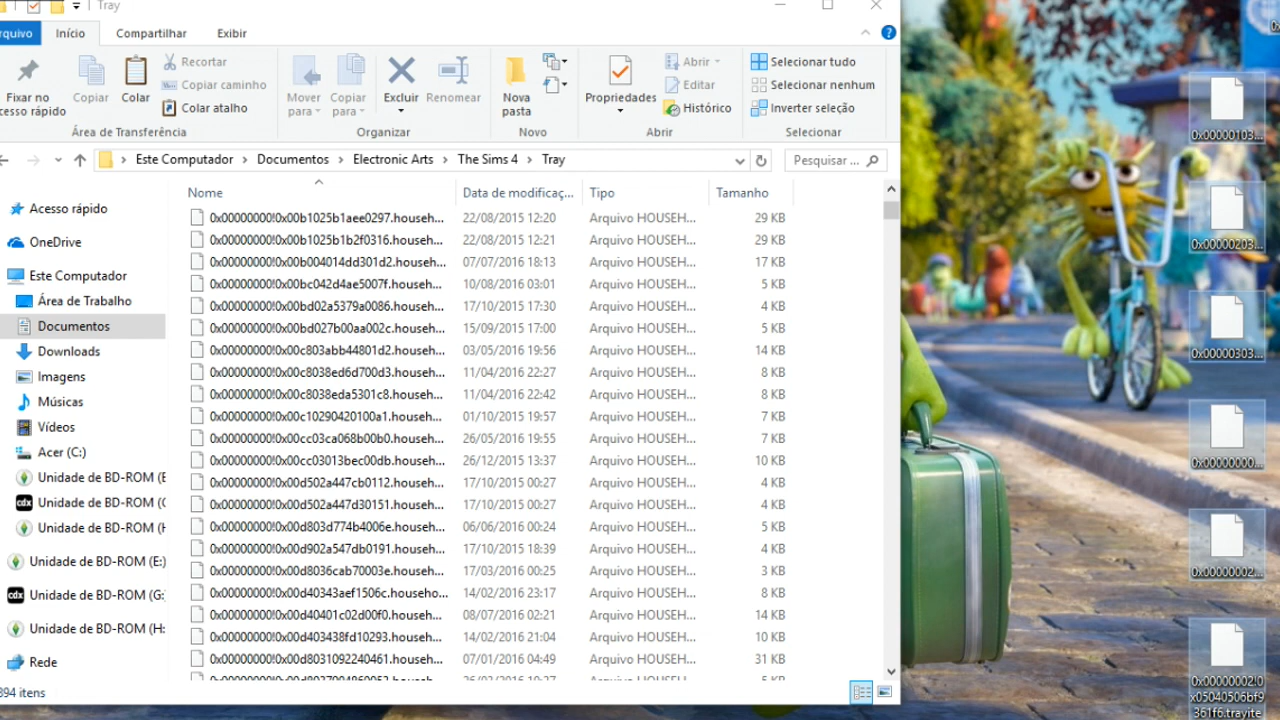 Tray
Arquivo Início Compartilhar Exibir
Fixar no
Acesso rápido
Copiar
Colar
Recortar
Copiar caminho
Colar atalho
Área de Transferência
Mover
para
Copiar
para
Excluir
Renomear
Organizar
Nova
pasta
Novo
Propriedades
Abrir
Editar
Histórico
Abrir
Selecionar tudo
Selecionar nenhum
Inverter seleção
Selecionar
Este Computador Documentos Electronic Arts The Sims 4 Tray
Pesquisar ...
Nome Data de modificaç... Tipo Tamanho
0x00000000!0x00b1025b1aee0297.househ... 22/08/2015 12:20 Arquivo HOUSEH... 29 KB
0x00000000!0x00b1025b1b2f0316.househ... 22/08/2015 12:21 Arquivo HOUSEH... 29 KB
0x00000000!0x00b004014dd301d2.househ... 07/07/2016 18:13 Arquivo HOUSEH... 17 KB
0x00000000!0x00bc042d4ae5007f.househ... 10/08/2016 03:01 Arquivo HOUSEH... 5 KB
0x00000000!0x00bd02a5379a0086.househ... 17/10/2015 17:30 Arquivo HOUSEH... 4 KB
0x00000000!0x00bd027b00aa002c.househ... 15/09/2015 17:00 Arquivo HOUSEH... 5 KB
0x00000000!0x00c803abb44801d2.househ... 03/05/2016 19:56 Arquivo HOUSEH... 14 KB
0x00000000!0x00c8038ed6d700d3.househ... 11/04/2016 22:27 Arquivo HOUSEH... 8 KB
0x00000000!0x00c8038eda5301c8.househ... 11/04/2016 22:42 Arquivo HOUSEH... 8 KB
0x00000000!0x00c10290420100a1.househ... 01/10/2015 19:57 Arquivo HOUSEH... 7 KB
0x00000000!0x00cc03ca068b00b0.househ... 26/05/2016 19:55 Arquivo HOUSEH... 7 KB
0x00000000!0x00cc03013bec00db.househ... 26/12/2015 13:37 Arquivo HOUSEH... 10 KB
0x00000000!0x00d502a447cb0112.househ... 17/10/2015 00:27 Arquivo HOUSEH... 4 KB
0x00000000!0x00d502a447d30151.househ... 17/10/2015 00:27 Arquivo HOUSEH... 4 KB
0x00000000!0x00d803d774b4006e.househ... 06/06/2016 00:24 Arquivo HOUSEH... 5 KB
0x00000000!0x00d902a547db0191.househ... 17/10/2015 18:39 Arquivo HOUSEH... 4 KB
0x00000000!0x00d8036cab70003e.househ... 17/03/2016 00:25 Arquivo HOUSEH... 3 KB
0x00000000!0x00d40343aef1506c.househo... 14/02/2016 23:17 Arquivo HOUSEH... 8 KB
0x00000000!0x00d40401c02d00f0.househ... 08/07/2016 02:21 Arquivo HOUSEH... 14 KB
0x00000000!0x00d403438fd10293.househ... 14/02/2016 21:04 Arquivo HOUSEH... 10 KB
0x00000000!0x00d8031092240461.househ... 07/01/2016 04:49 Arquivo HOUSEH... 31 KB
Acesso rápido
OneDrive
Este Computador
Área de Trabalho
Documentos
Downloads
Imagens
Músicas
Vídeos
Acer (C:)
Unidade de BD-ROM (E
Unidade de BD-ROM (G
Unidade de BD-ROM (H
Unidade de BD-ROM (E:)
Unidade de BD-ROM (G:
Unidade de BD-ROM (H:
Rede
894 itens
0x00000103...
0x00000203...
0x00000303...
0x00000000...
0x00000002...
0x00000002!0
x05040506bf9
361f6.trayite